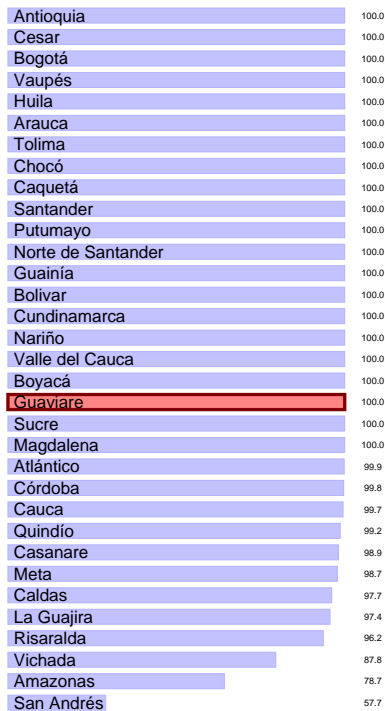 Antioquia 100.0
Cesar 100.0
Bogotá 100.0
Vaupés 100.0
Huila 100.0
Arauca 100.0
Tolima 100.0
Chocó 100.0
Caquetá 100.0
Santander 100.0
Putumayo 100.0
Norte de Santander 100.0
Guainía 100.0
Bolivar 100.0
Cundinamarca 100.0
Nariño 100.0
Valle del Cauca 100.0
Boyacá 100.0
Guaviare 100.0
Sucre 100.0
Magdalena 100.0
Atlántico 99.9
Córdoba 99.8
Cauca 99.7
Quindío 99.2
Casanare 98.9
Meta 98.7
Caldas 97.7
La Guajira 97.4
Risaralda 96.2
Vichada 87.8
Amazonas 78.7
San Andrés 57.7